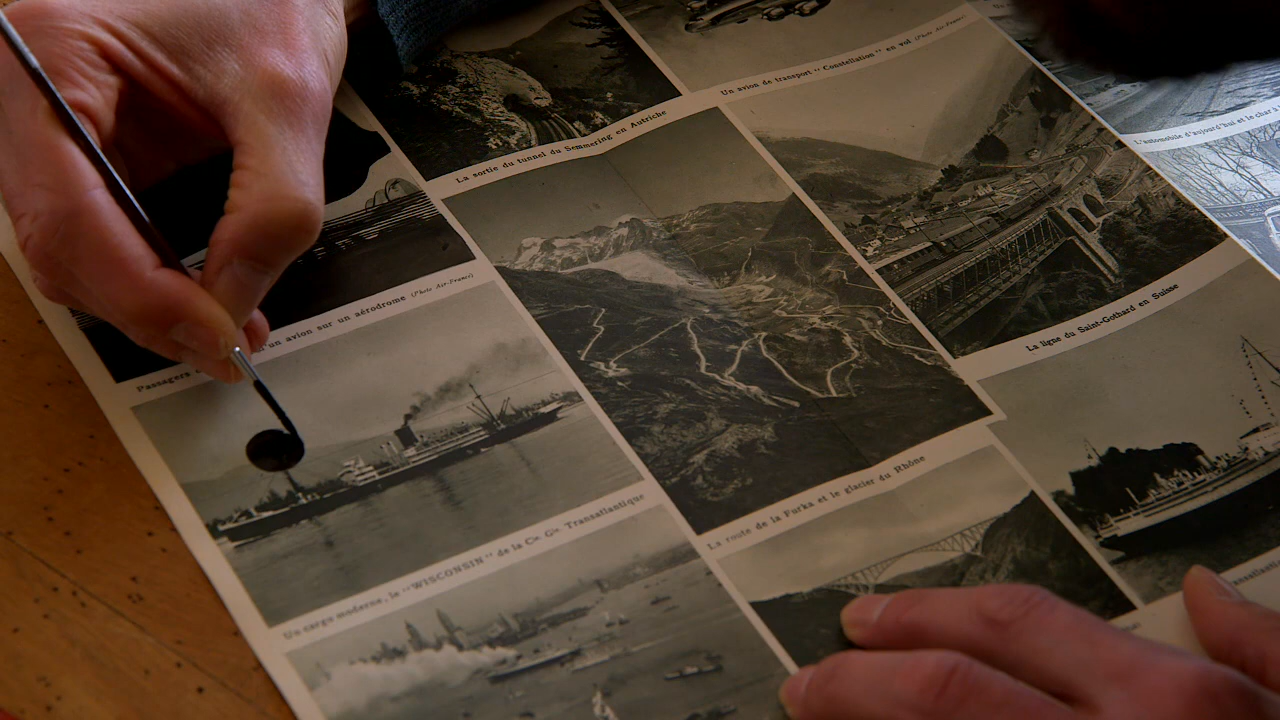 Un avion de transport "Constellation" en vol (Photo Air-France)
La sortie du tunnel du Semmering en Autriche
L'automobile d'aujourd'hui et le char à
Passagers
d'un avion sur un aérodrome (Photo Air-France)
La ligne du Saint-Gothard en Suisse
La route de la Furka et le glacier du Rhône
Un cargo moderne, le "WISCONSIN" de la Cie Gle Transatlantique
Transatlanti